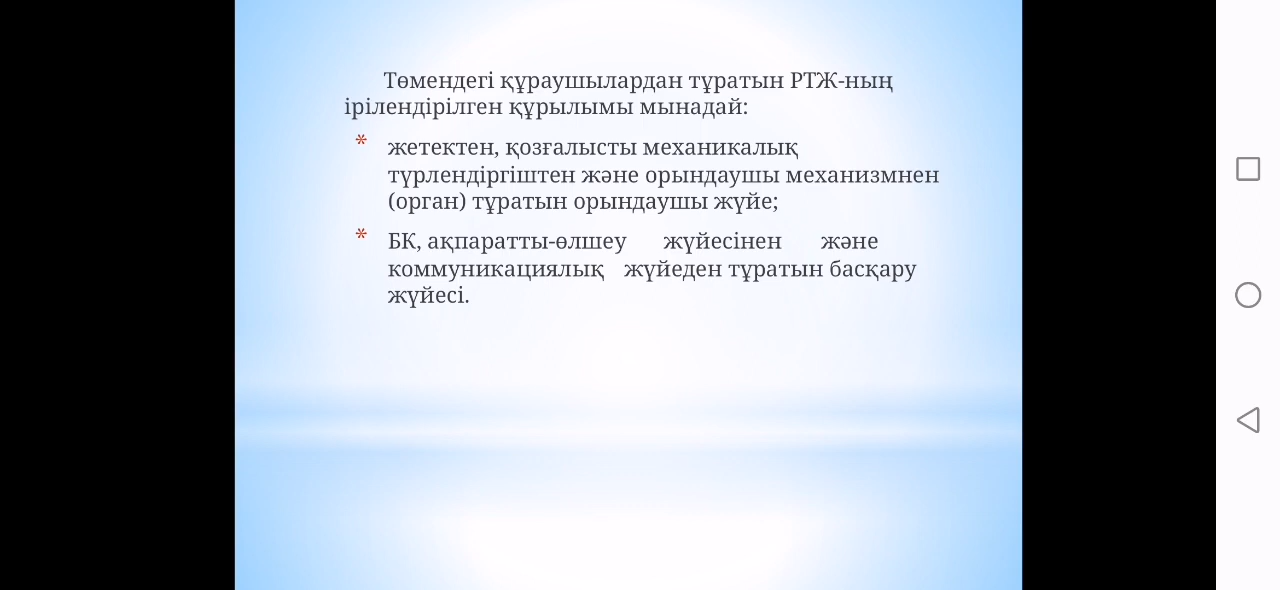 Төмендегі құраушылардан тұратын РТЖ-ның
ірілендірілген құрылымы мынадай:
* жетектен, қозғалысты механикалық
түрлендіргіштен және орындаушы механизмнен
(орган) тұратын орындаушы жүйе;
* БК, ақпаратты-өлшеу жүйесінен және
коммуникациялық жүйеден тұратын басқару
жүйесі.